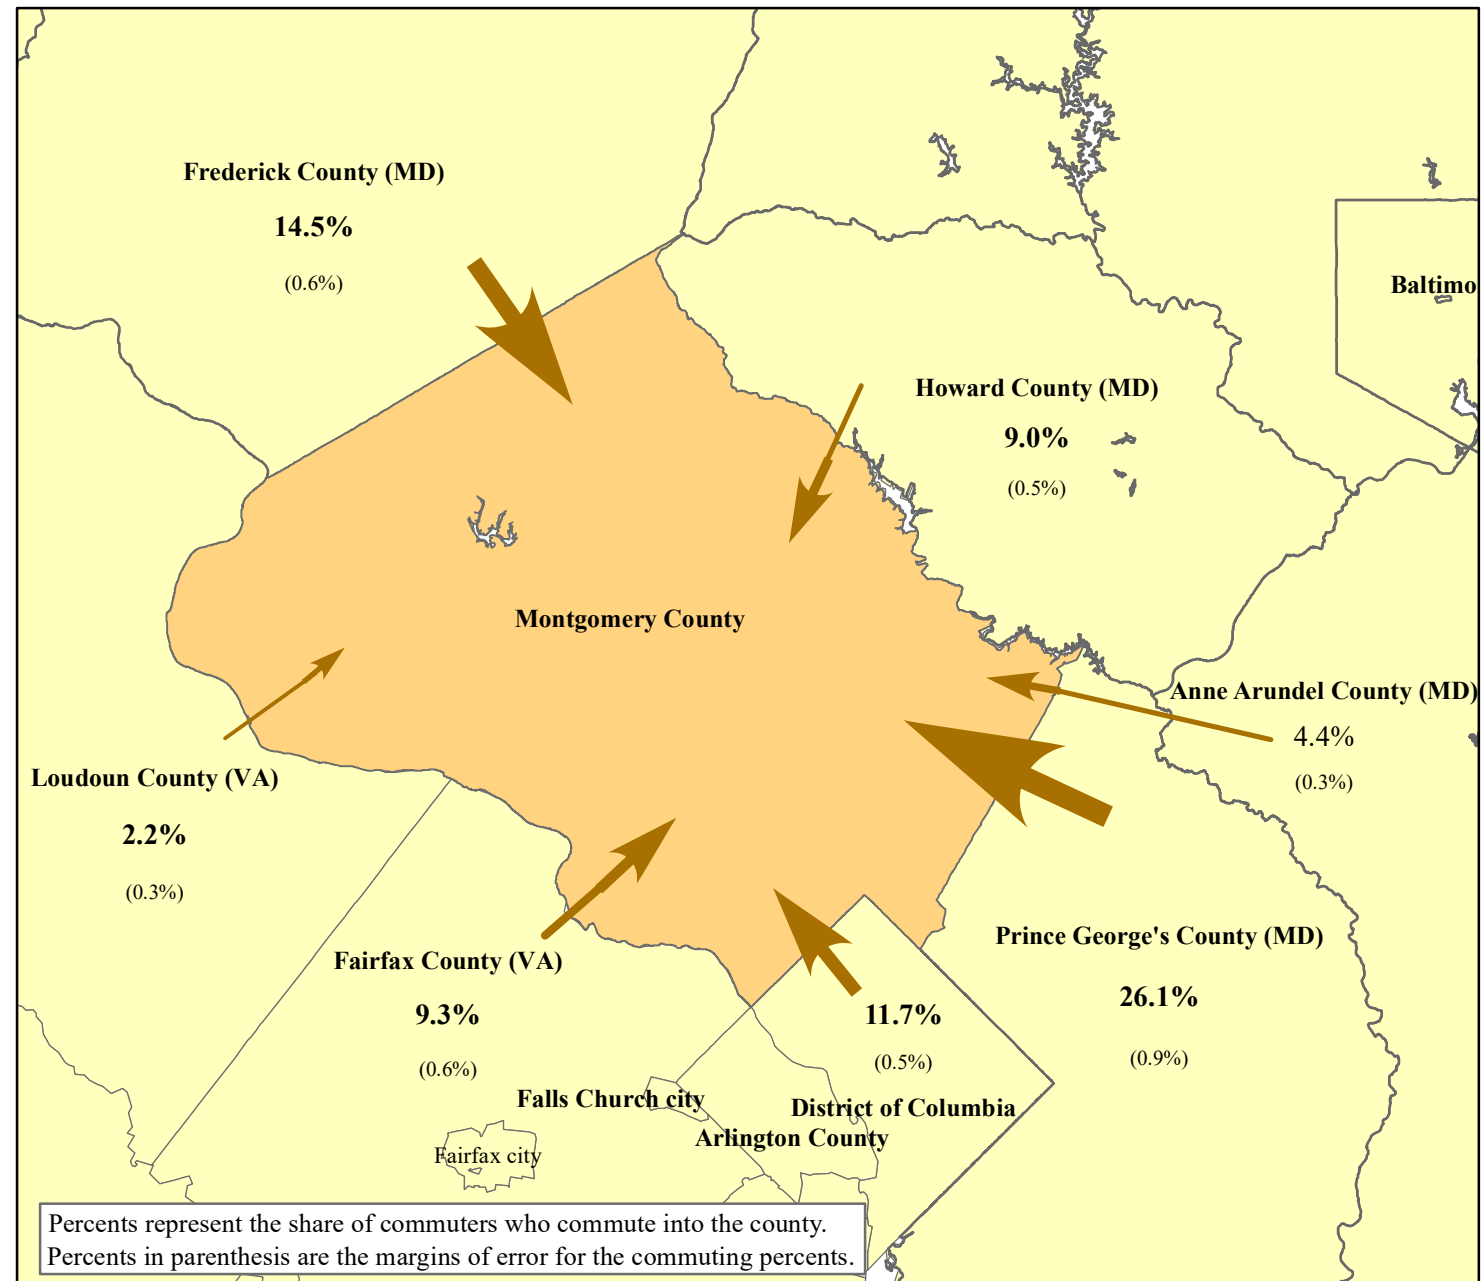 Frederick County (MD)
14.5%
(0.6%)
Baltimo
Howard County (MD)
9.0%
(0.5%)
Montgomery County
Anne Arundel County (MD)
4.4%
(0.3%)
Loudoun County (VA)
2.2%
(0.3%)
Prince George's County (MD)
26.1%
(0.9%)
Fairfax County (VA)
9.3%
(0.6%)
11.7%
(0.5%)
District of Columbia
Falls Church city
Arlington County
Fairfax city
Percents represent the share of commuters who commute into the county.
Percents in parenthesis are the margins of error for the commuting percents.